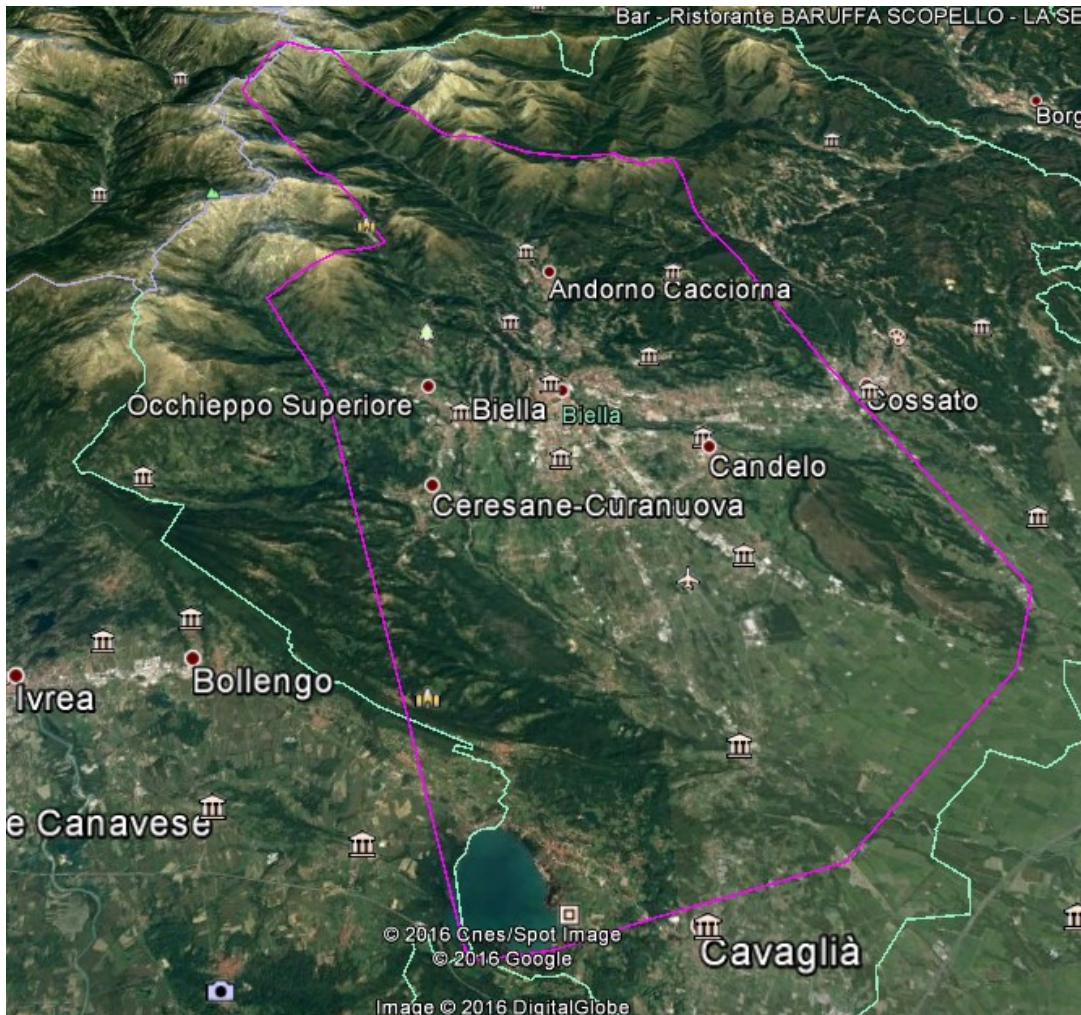 Bar - Ristorante BARUFFA SCOPELLO - LA SE
Borg
Andorno Cacciorna
Occhieppo Superiore
Biella
Biella
Cossato
Candelo
Ceresane-Curanuova
Bollengo
Ivrea
e Canavese
© 2016 Cnes/Spot Image
Cavaglià
© 2016 Google
Image © 2016 DigitalGlobe